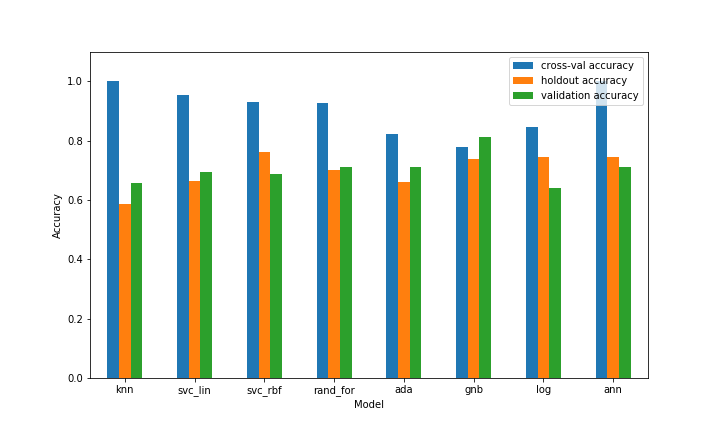 cross-val accuracy
holdout accuracy
validation accuracy
1.0
0.8
0.6
0.4
0.2
0.0
Accuracy
knn svc_lin svc_rbf rand_for ada gnb log ann
Model